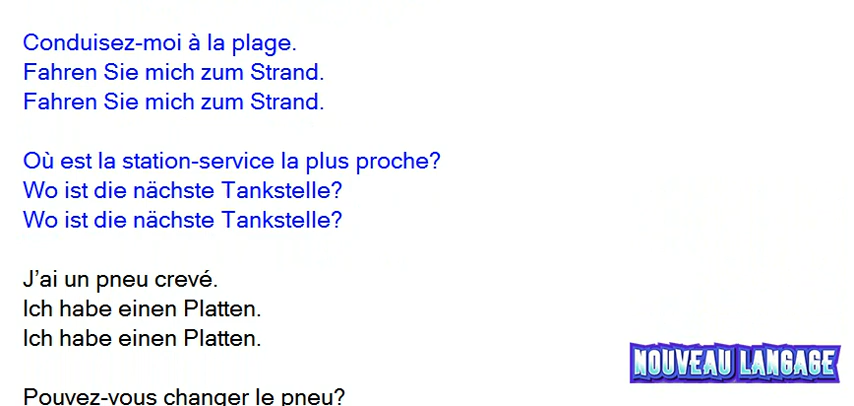 Conduisez-moi à la plage.
Fahren Sie mich zum Strand.
Fahren Sie mich zum Strand.
Où est la station-service la plus proche?
Wo ist die nächste Tankstelle?
Wo ist die nächste Tankstelle?
J'ai un pneu crevé.
Ich habe einen Platten.
Ich habe einen Platten.
NOUVEAU LANGAGE
Pouvez-vous changer le pneu?